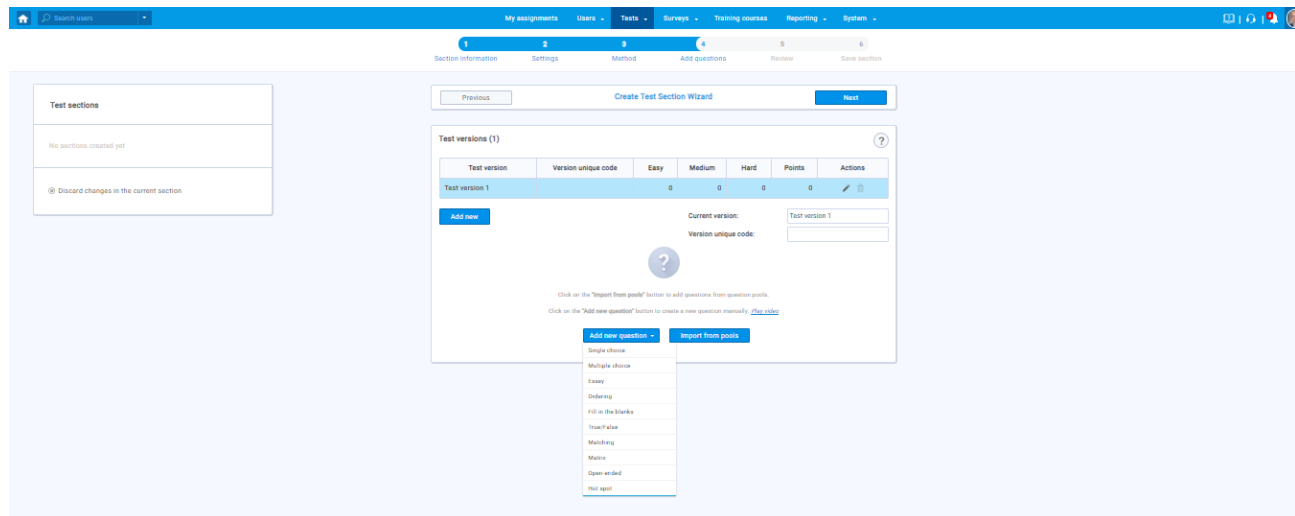 Search users
My assignments Users Tests Surveys Training courses Reporting System
1 2 3 4 5 6
Section information Settings Method Add questions Review Save section
Test sections
No sections created yet
Discard changes in the current section
Previous Create Test Section Wizard Next
Test versions (1) ?
Test version Version unique code Easy Medium Hard Points Actions
Test version 1 0 0 0 0
Add new
Current version: Test version 1
Version unique code:
?
Click on the "Import from pools" button to add questions from question pools.
Click on the "Add new question" button to create a new question manually. Play video
Add new question Import from pools
Single choice
Multiple choice
Essay
Ordering
Fill in the blanks
True/False
Matching
Matrix
Open-ended
Hot spot